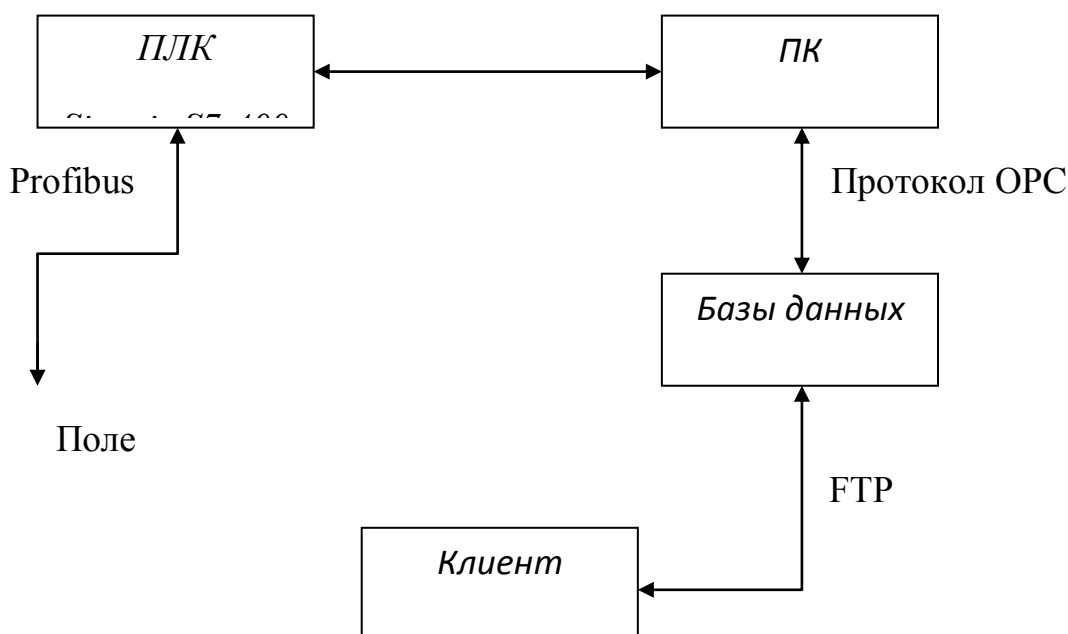 ПЛК
ПК
Profibus
Протокол OPC
Базы данных
Поле
FTP
Клиент